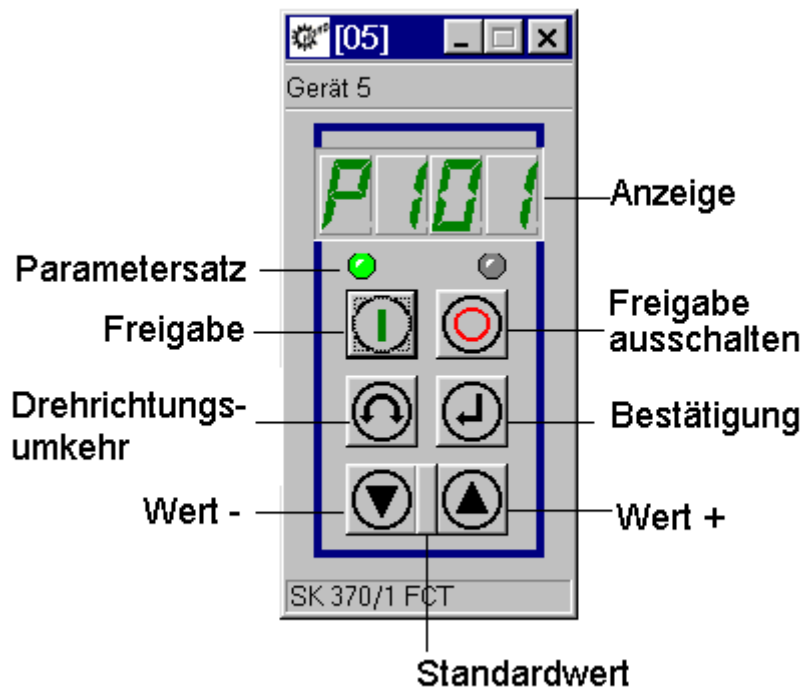 [05]
Gerät 5
P101
Anzeige
Parametersatz
Freigabe
Freigabe
ausschalten
Drehrichtungs-
umkehr
Bestätigung
Wert -
Wert +
SK 370/1 FCT
Standardwert